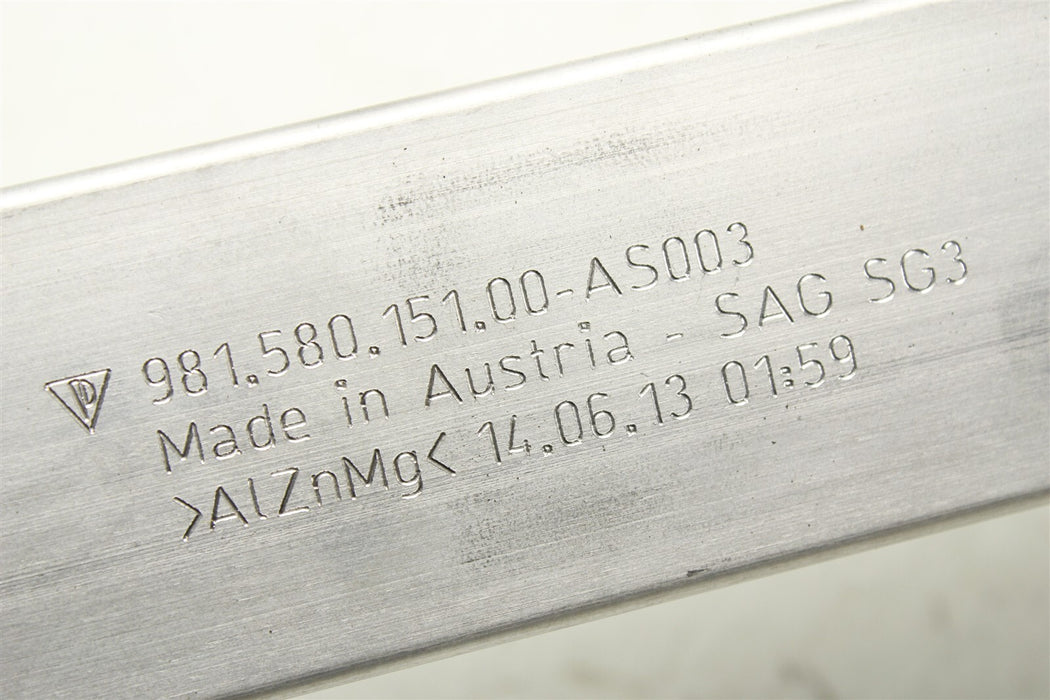 981.580.151.00-AS003
Made in Austria - SAG SG3
>AlZnMg< 14.06.13 01:59